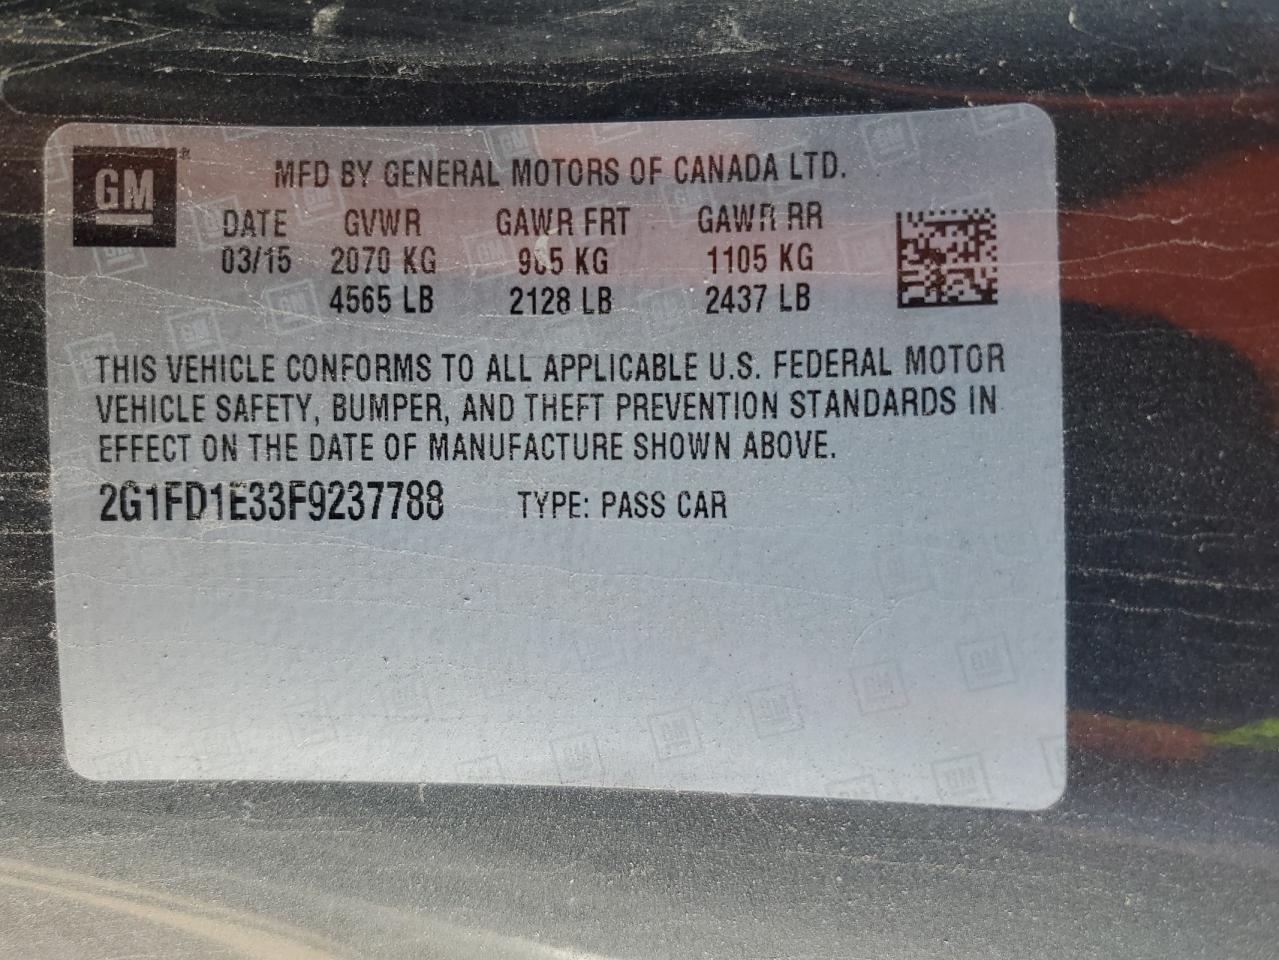 GM
MFD BY GENERAL MOTORS OF CANADA LTD.
DATE GVWR GAWR FRT GAWR RR
03/15 2070 KG 965 KG 1105 KG
4565 LB 2128 LB 2437 LB
THIS VEHICLE CONFORMS TO ALL APPLICABLE U.S. FEDERAL MOTOR
VEHICLE SAFETY, BUMPER, AND THEFT PREVENTION STANDARDS IN
EFFECT ON THE DATE OF MANUFACTURE SHOWN ABOVE.
2G1FD1E33F9237788 TYPE: PASS CAR